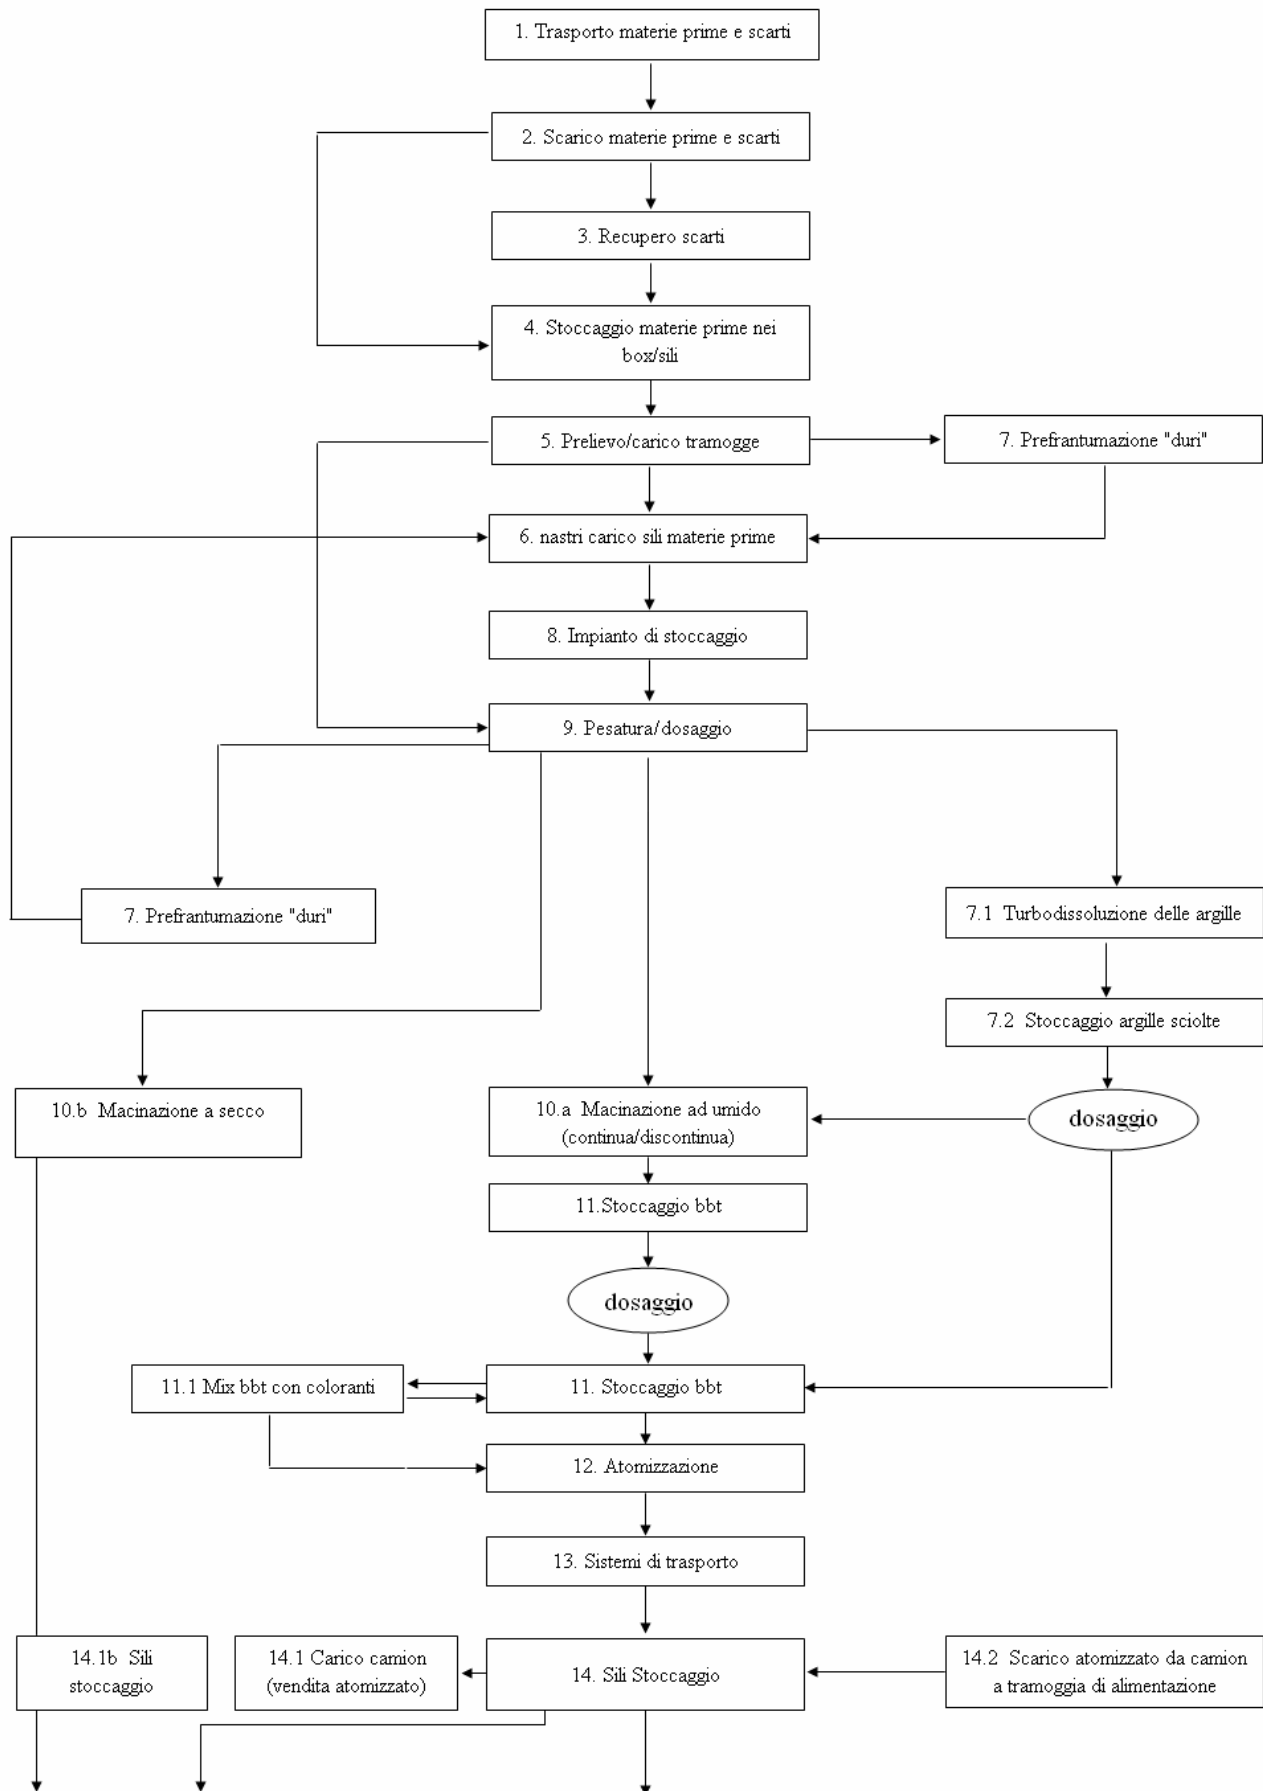 1. Trasporto materie prime e scarti
2. Scarico materie prime e scarti
3. Recupero scarti
4. Stoccaggio materie prime nei
box/sili
5. Prelievo/carico tramogge
7. Prefrantumazione "duri"
6. nastri carico sili materie prime
8. Impianto di stoccaggio
9. Pesatura/dosaggio
7. Prefrantumazione "duri"
7.1 Turbodissoluzione delle argille
7.2 Stoccaggio argille sciolte
10.b Macinazione a secco
10.a Macinazione ad umido
(continua/discontinua)
dosaggio
11.Stoccaggio bbt
dosaggio
11.1 Mix bbt con coloranti
11. Stoccaggio bbt
12. Atomizzazione
13. Sistemi di trasporto
14.1b Sili
stoccaggio
14.1 Carico camion
(vendita atomizzato)
14. Sili Stoccaggio
14.2 Scarico atomizzato da camion
a tramoggia di alimentazione